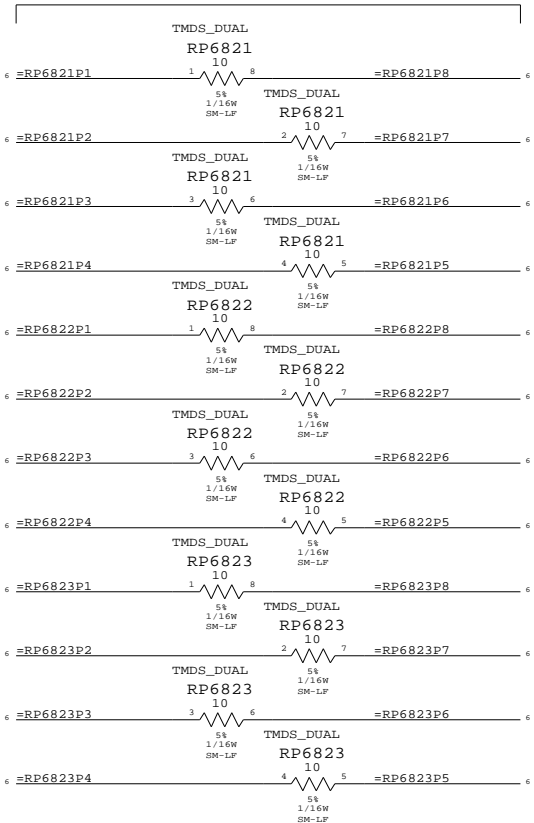 TMDS_DUAL
RP6821
10
6 =RP6821P1 1 8 =RP6821P8 6
5%
1/16W
SM-LF
TMDS_DUAL
RP6821
10
6 =RP6821P2 2 7 =RP6821P7 6
5%
1/16W
SM-LF
TMDS_DUAL
RP6821
10
6 =RP6821P3 3 6 =RP6821P6 6
5%
1/16W
SM-LF
TMDS_DUAL
RP6821
10
6 =RP6821P4 4 5 =RP6821P5 6
5%
1/16W
SM-LF
TMDS_DUAL
RP6822
10
6 =RP6822P1 1 8 =RP6822P8 6
5%
1/16W
SM-LF
TMDS_DUAL
RP6822
10
6 =RP6822P2 2 7 =RP6822P7 6
5%
1/16W
SM-LF
TMDS_DUAL
RP6822
10
6 =RP6822P3 3 6 =RP6822P6 6
5%
1/16W
SM-LF
TMDS_DUAL
RP6822
10
6 =RP6822P4 4 5 =RP6822P5 6
5%
1/16W
SM-LF
TMDS_DUAL
RP6823
10
6 =RP6823P1 1 8 =RP6823P8 6
5%
1/16W
SM-LF
TMDS_DUAL
RP6823
10
6 =RP6823P2 2 7 =RP6823P7 6
5%
1/16W
SM-LF
TMDS_DUAL
RP6823
10
6 =RP6823P3 3 6 =RP6823P6 6
5%
1/16W
SM-LF
TMDS_DUAL
RP6823
10
6 =RP6823P4 4 5 =RP6823P5 6
5%
1/16W
SM-LF